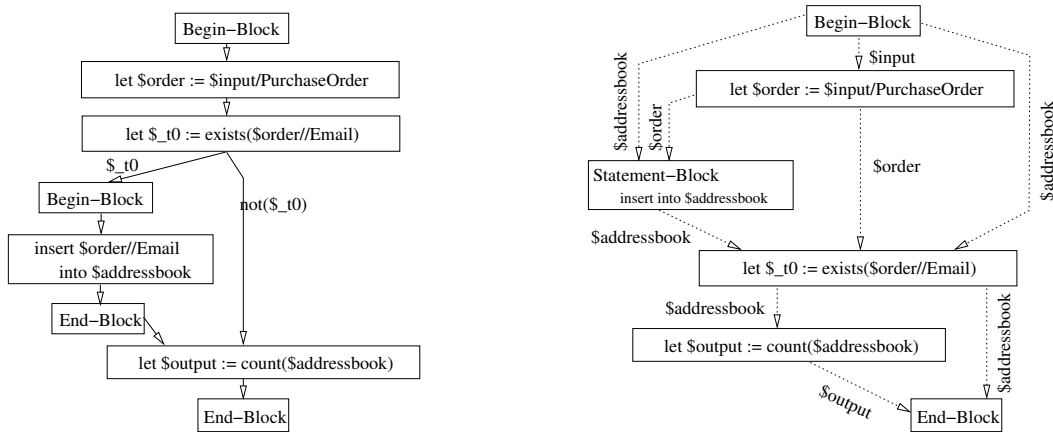 Begin−Block
let $order := $input/PurchaseOrder
let $_t0 := exists($order//Email)
$_t0
not($_t0)
Begin−Block
insert $order//Email
into $addressbook
End−Block
let $output := count($addressbook)
End−Block
Begin−Block
$input
$addressbook
let $order := $input/PurchaseOrder
$order
$addressbook
$order
Statement−Block
insert into $addressbook
$addressbook
let $_t0 := exists($order//Email)
$addressbook
$addressbook
let $output := count($addressbook)
$output
End−Block